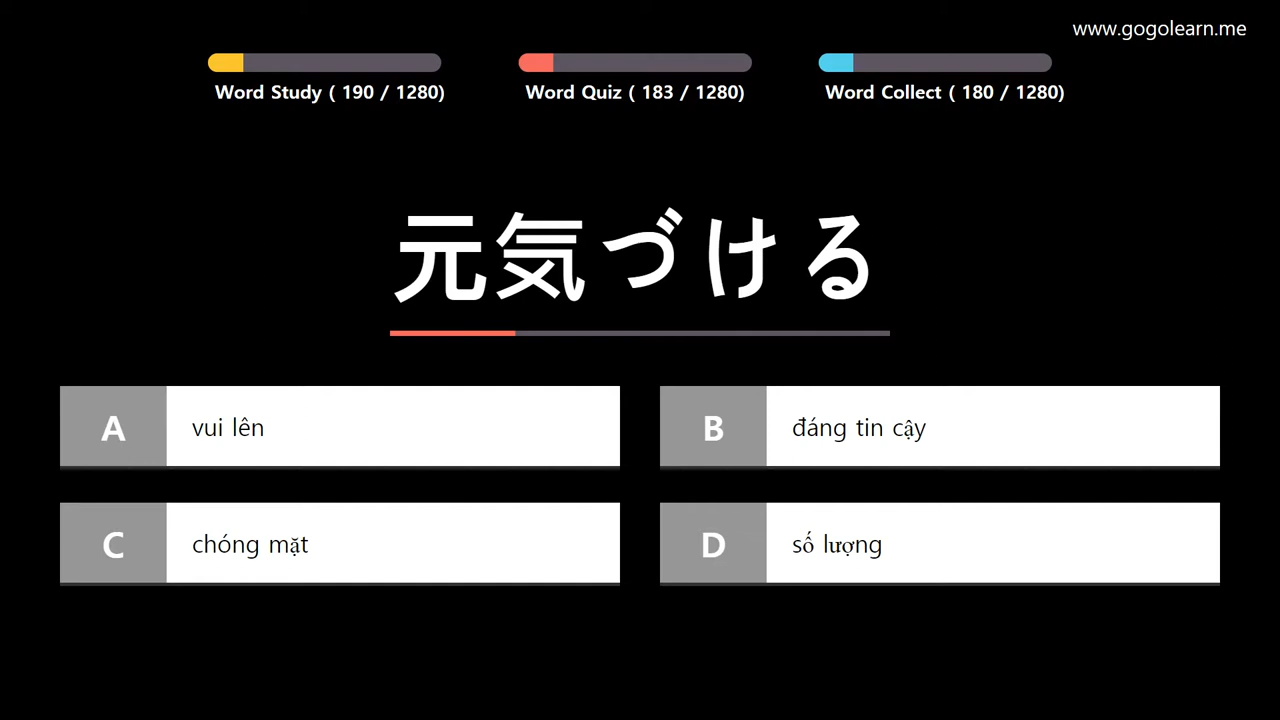 www.gogolearn.me
Word Study ( 190 / 1280)
Word Quiz ( 183 / 1280)
Word Collect ( 180 / 1280)
元気づける
A
vui lên
B
đáng tin cậy
C
chóng mặt
D
số lượng